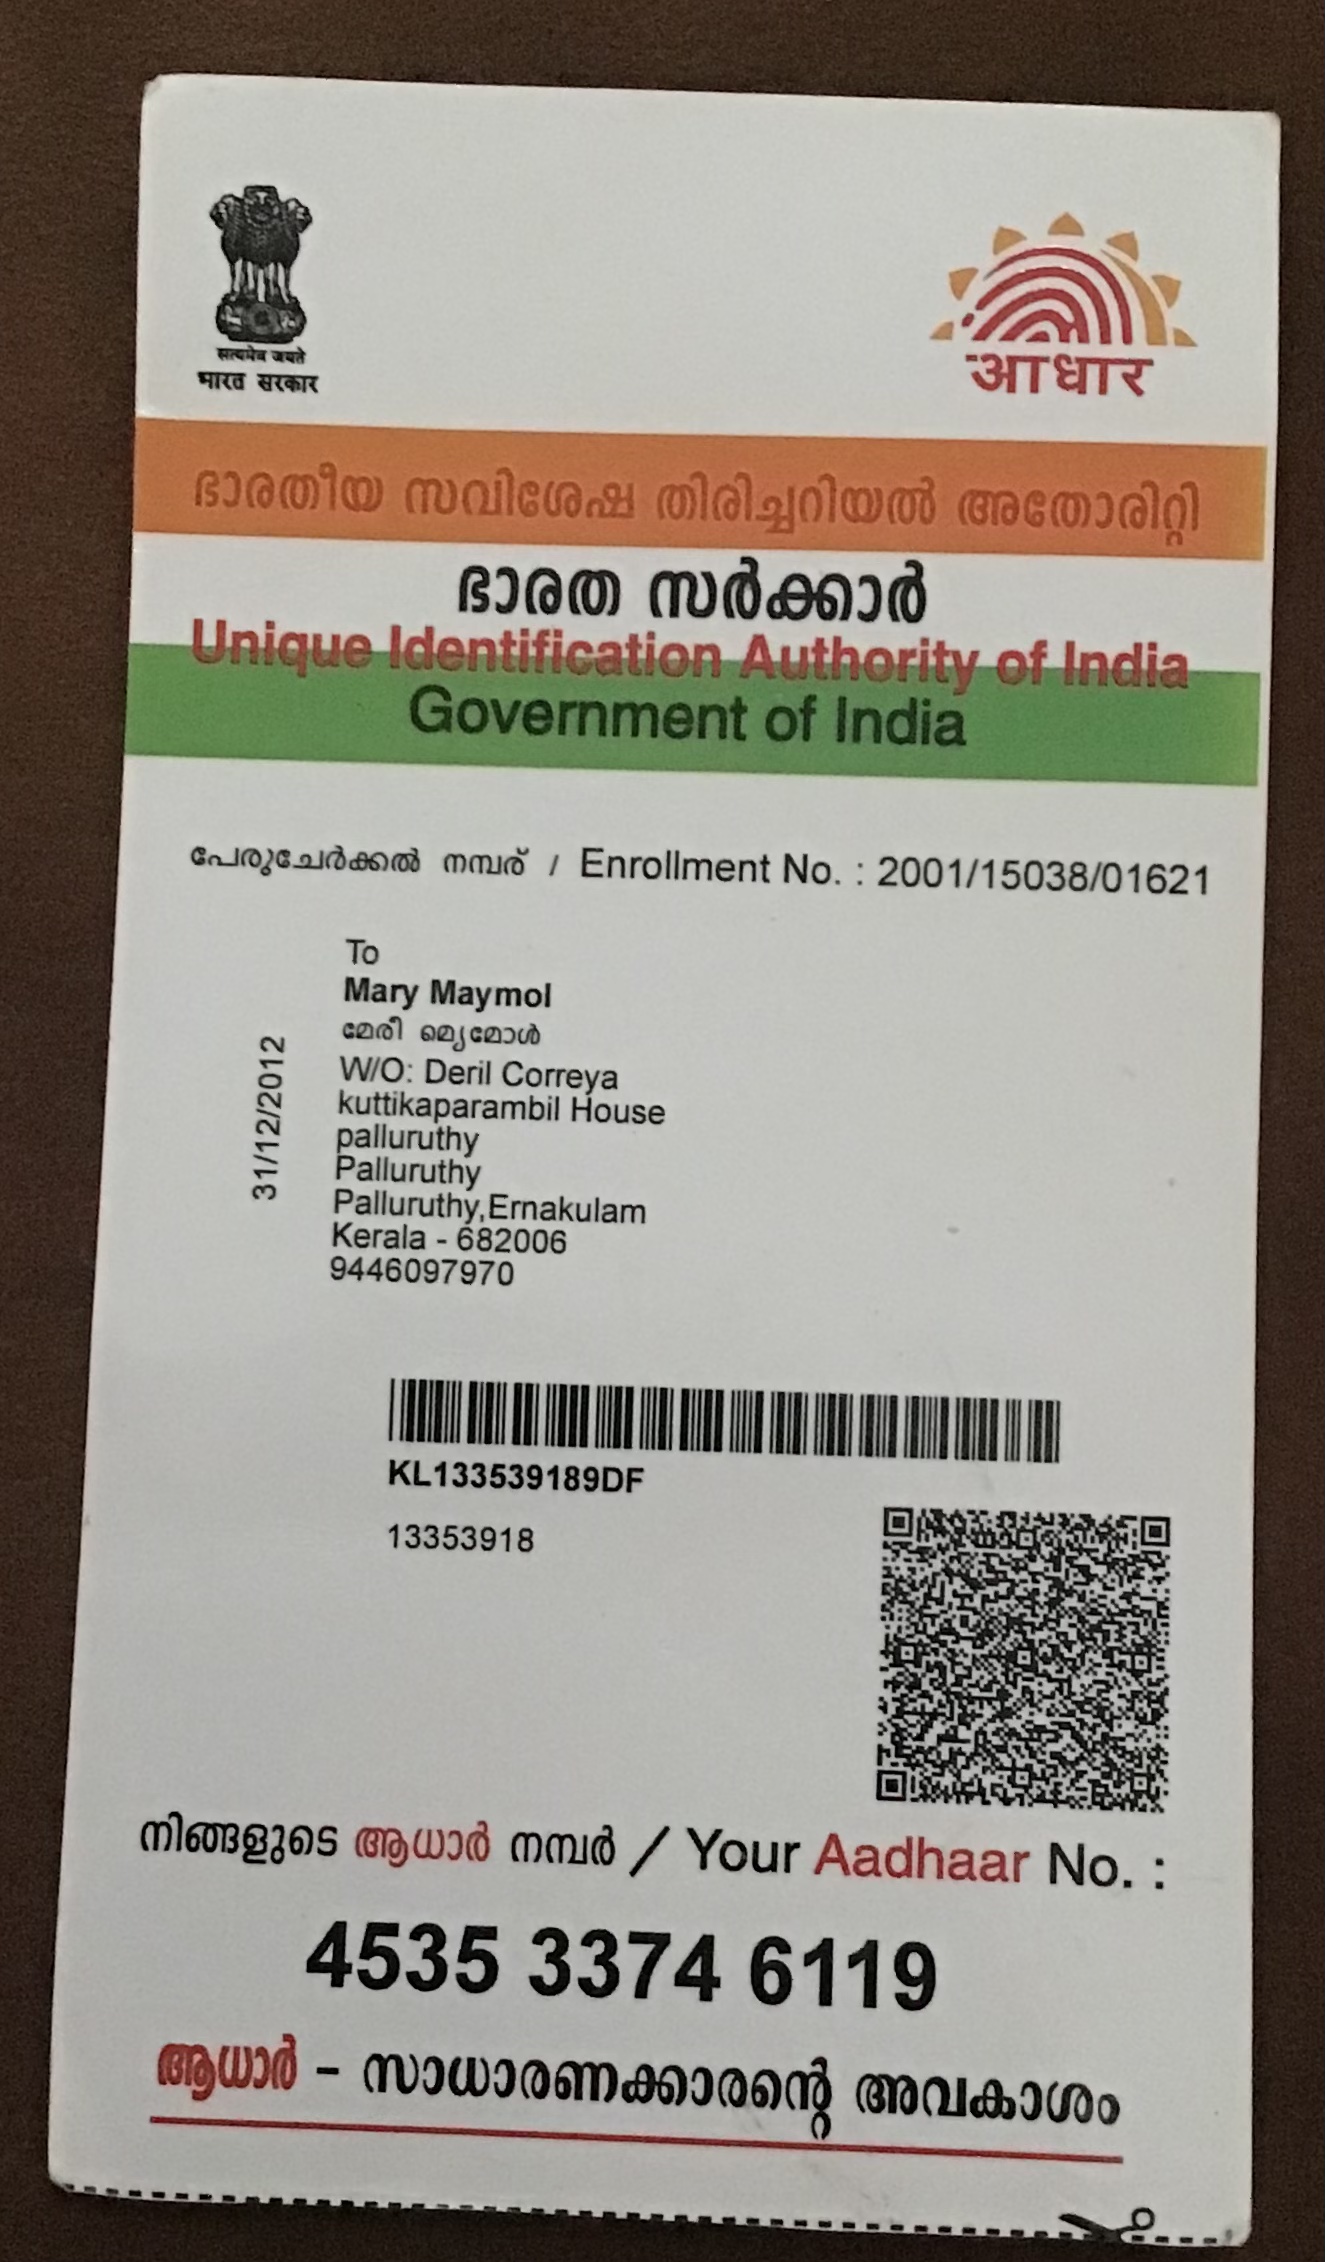 सत्यमेव जयते
भारत सरकार
आधार
ഭാരതീയ സവിശേഷ തിരിച്ചറിയൽ അതോരിറ്റി
ഭാരത സർക്കാർ
Unique Identification Authority of India
Government of India
പേരുചേർക്കൽ നമ്പര് / Enrollment No. : 2001/15038/01621
To
Mary Maymol
മേരീ മ്യെമോൾ
W/O: Deril Correya
kuttikaparambil House
palluruthy
Palluruthy
Palluruthy,Ernakulam
Kerala - 682006
9446097970
31/12/2012
KL133539189DF
13353918
നിങ്ങളുടെ ആധാർ നമ്പർ / Your Aadhaar No. :
4535 3374 6119
ആധാർ - സാധാരണക്കാരന്റെ അവകാശം